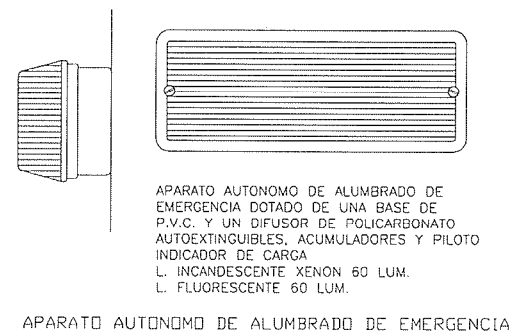 APARATO AUTONOMO DE ALUMBRADO DE
EMERGENCIA DOTADO DE UNA BASE DE
P.V.C. Y UN DIFUSOR DE POLICARBONATO
AUTOEXTINGUIBLES, ACUMULADORES Y PILOTO
INDICADOR DE CARGA
L. INCANDESCENTE XENON 60 LUM.
L. FLUORESCENTE 60 LUM.
APARATO AUTONOMO DE ALUMBRADO DE EMERGENCIA